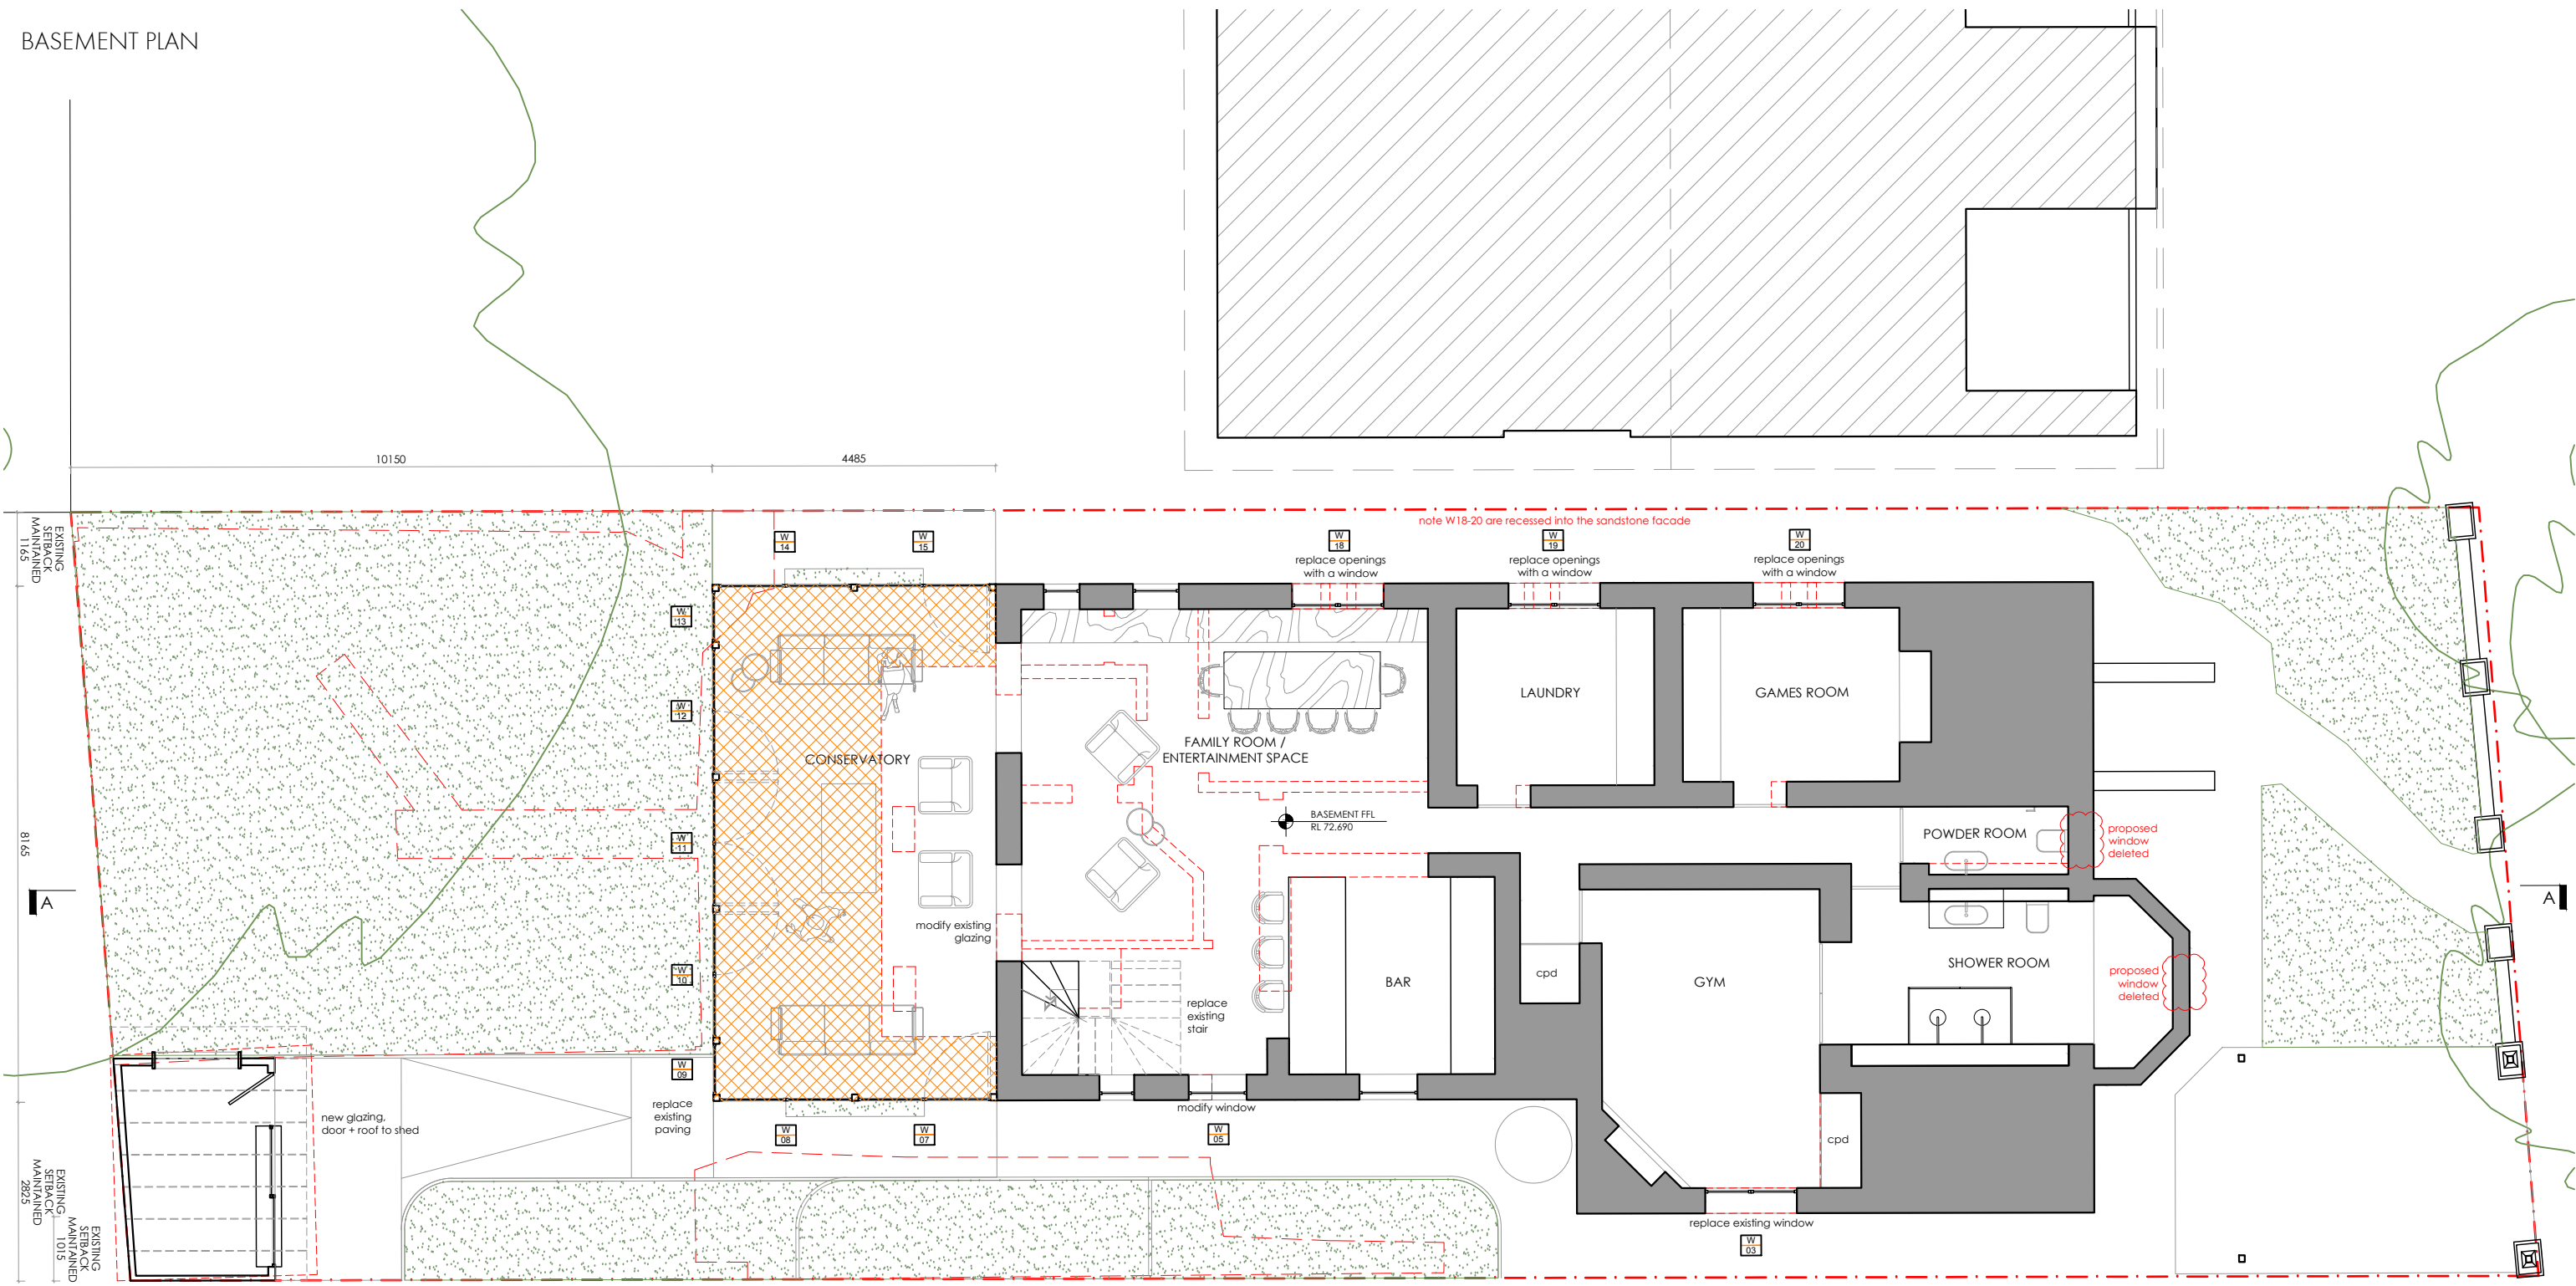 BASEMENT PLAN
10150
4485
EXISTING
SETBACK
MAINTAINED
1165
note W18-20 are recessed into the sandstone facade
W
14
W
15
W
18
replace openings
with a window
W
19
replace openings
with a window
W
20
replace openings
with a window
W
13
W
12
W
11
W
10
W
09
LAUNDRY
GAMES ROOM
CONSERVATORY
FAMILY ROOM /
ENTERTAINMENT SPACE
BASEMENT FFL
RL 72.690
POWDER ROOM
proposed
window
deleted
8165
A
A
modify existing
glazing
cpd
BAR
GYM
SHOWER ROOM
proposed
window
deleted
replace
existing
stair
new glazing,
door + roof to shed
replace
existing
paving
modify window
W
08
W
07
W
05
cpd
EXISTING
SETBACK
MAINTAINED
2825
EXISTING
SETBACK
MAINTAINED
1015
replace existing window
W
03